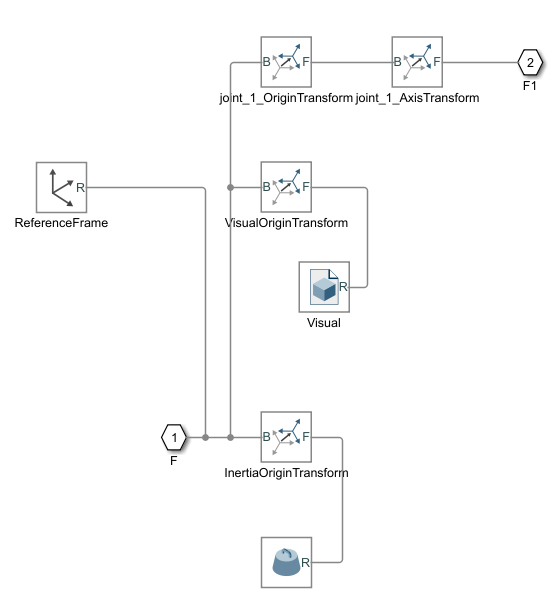 B F B F 2
joint_1_OriginTransform joint_1_AxisTransform F1
R B F
ReferenceFrame VisualOriginTransform
R
Visual
1 B F
F
InertiaOriginTransform
R